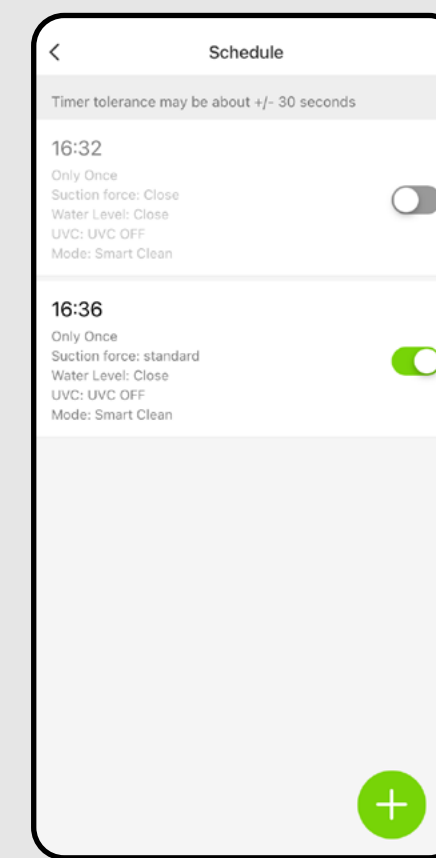 Schedule
Timer tolerance may be about +/- 30 seconds
16:32
Only Once
Suction force: Close
Water Level: Close
UVC: UVC OFF
Mode: Smart Clean
16:36
Only Once
Suction force: standard
Water Level: Close
UVC: UVC OFF
Mode: Smart Clean